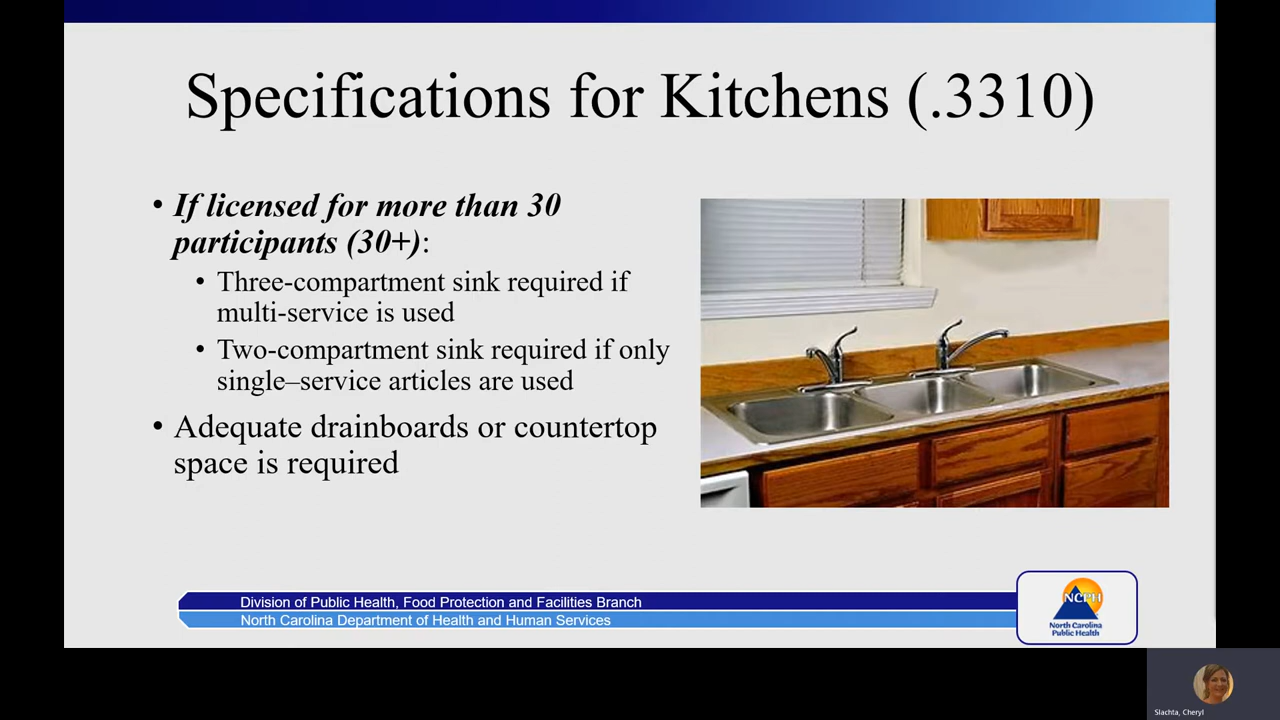 Specifications for Kitchens (.3310)
• If licensed for more than 30
participants (30+):
• Three-compartment sink required if
multi-service is used
• Two-compartment sink required if only
single–service articles are used
• Adequate drainboards or countertop
space is required
Division of Public Health, Food Protection and Facilities Branch
North Carolina Department of Health and Human Services
NCPH
North Carolina
Public Health
Slachta, Cheryl